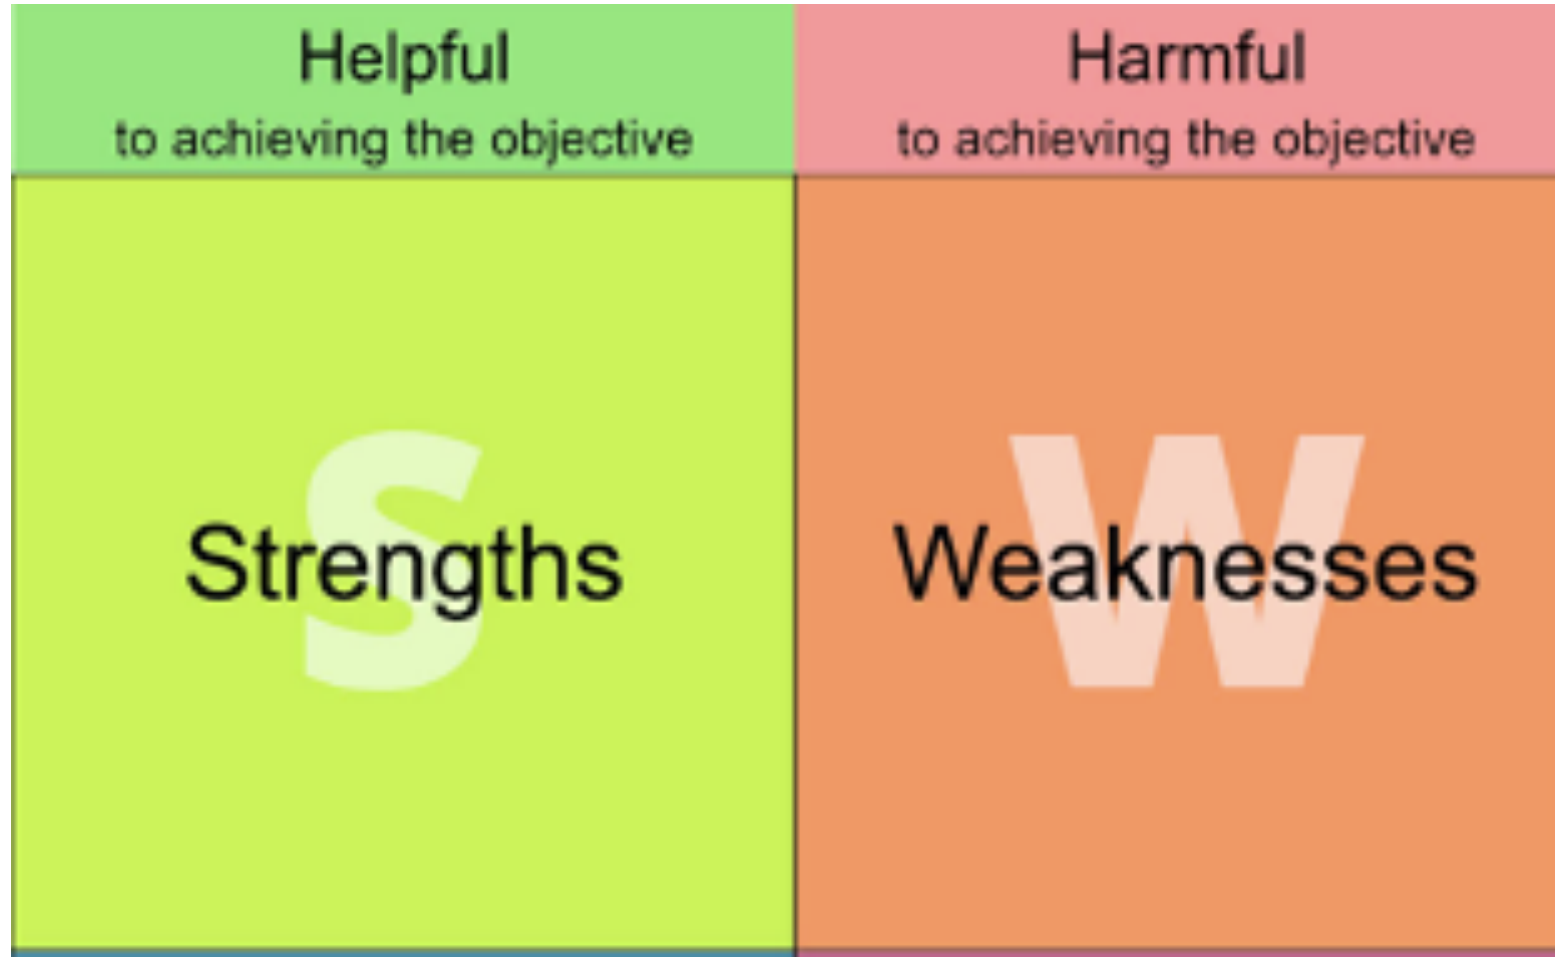 Helpful
to achieving the objective
Harmful
to achieving the objective
S
Strengths
W
Weaknesses